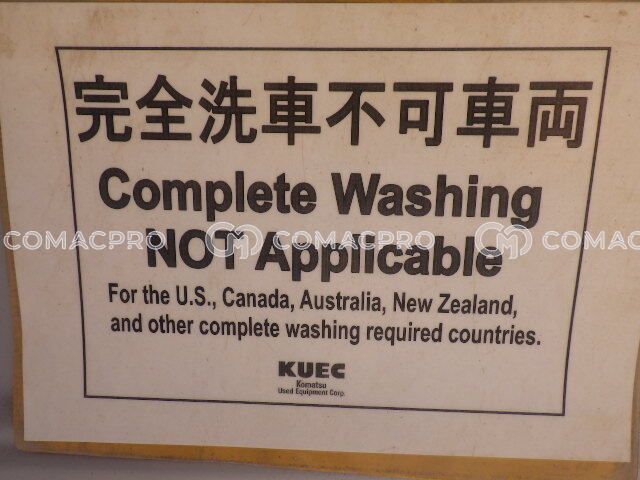 完全洗車不可車両
Complete Washing
NOT Applicable
COMACPRO COMACPRO COMACPRO
For the U.S., Canada, Australia, New Zealand,
and other complete washing required countries.
KUEC
Komatsu
Used Equipment Corp.